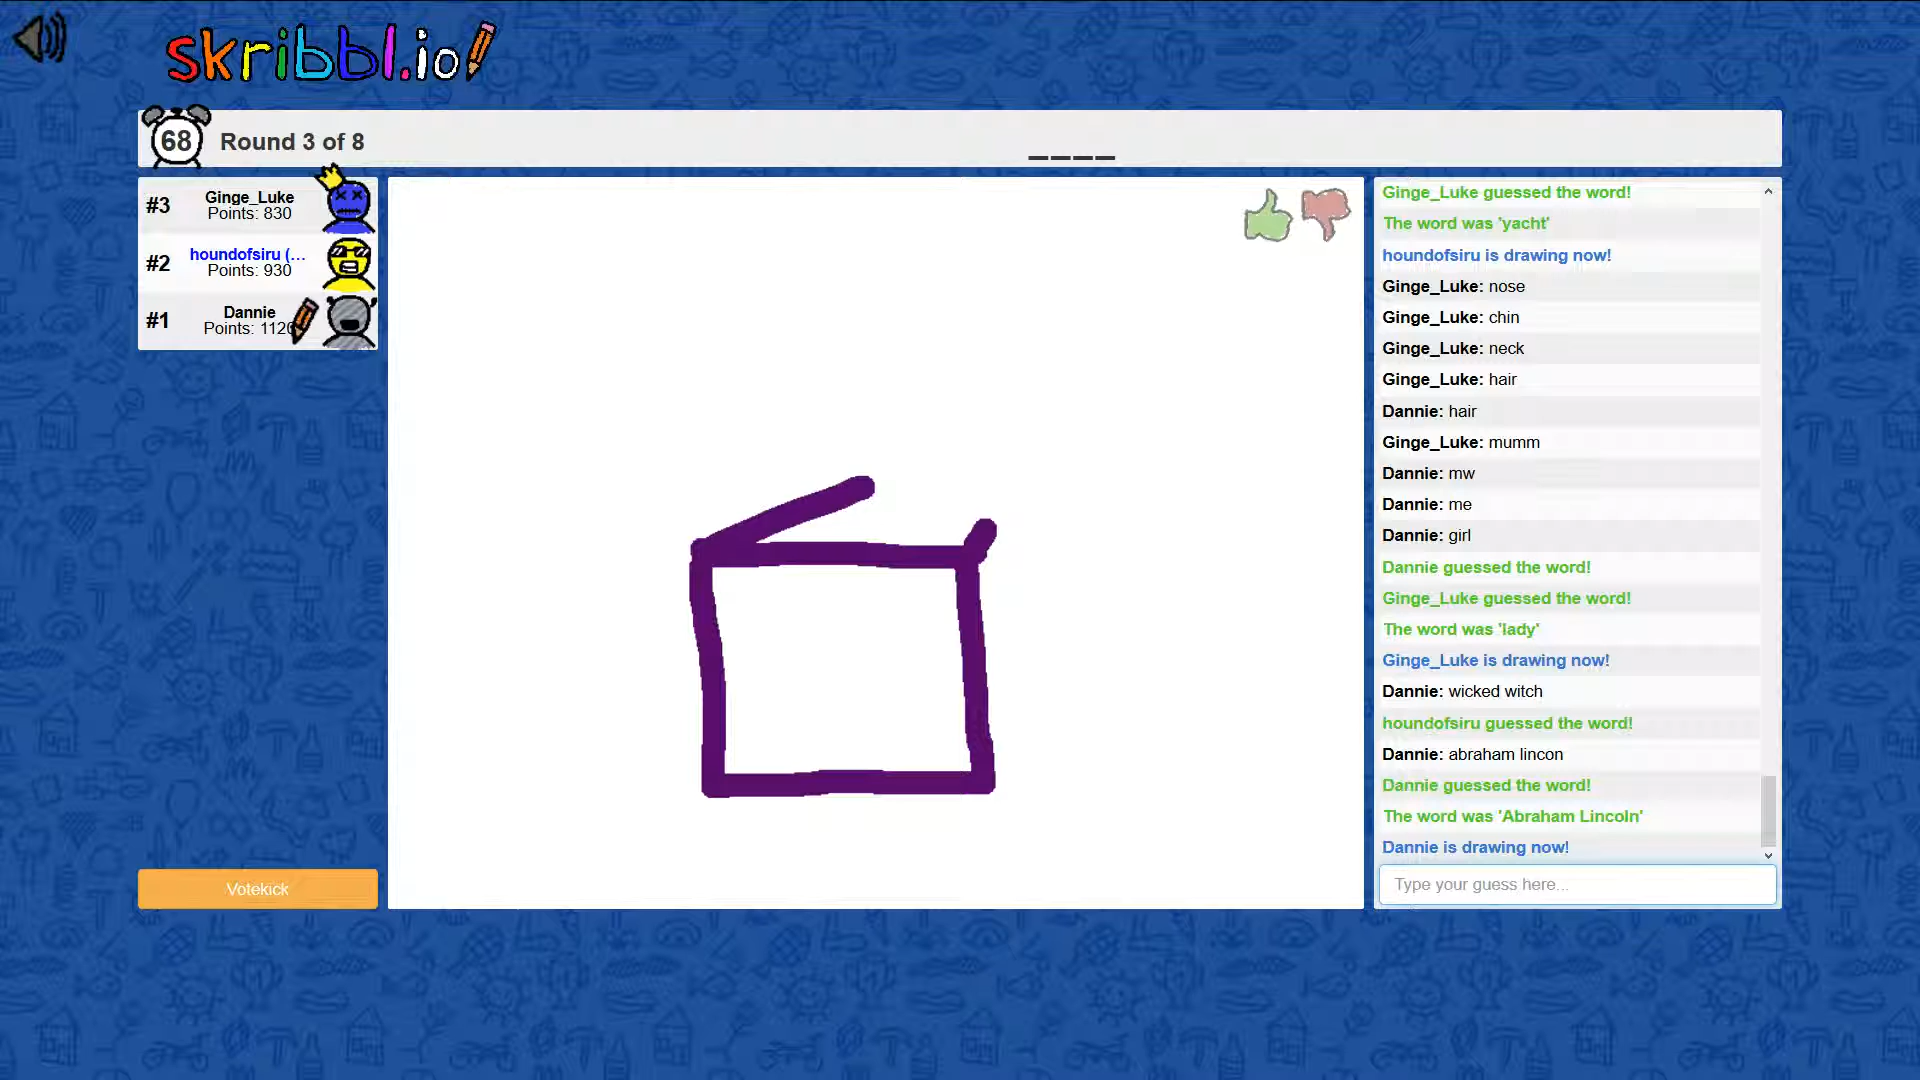 skribbl.io
68
Round 3 of 8
____
#3
Ginge_Luke
Points: 830
#2
houndofsiru (...
Points: 930
#1
Dannie
Points: 1120
Votekick
Ginge_Luke guessed the word!
The word was 'yacht'
houndofsiru is drawing now!
Ginge_Luke: nose
Ginge_Luke: chin
Ginge_Luke: neck
Ginge_Luke: hair
Dannie: hair
Ginge_Luke: mumm
Dannie: mw
Dannie: me
Dannie: girl
Dannie guessed the word!
Ginge_Luke guessed the word!
The word was 'lady'
Ginge_Luke is drawing now!
Dannie: wicked witch
houndofsiru guessed the word!
Dannie: abraham lincon
Dannie guessed the word!
The word was 'Abraham Lincoln'
Dannie is drawing now!
Type your guess here...